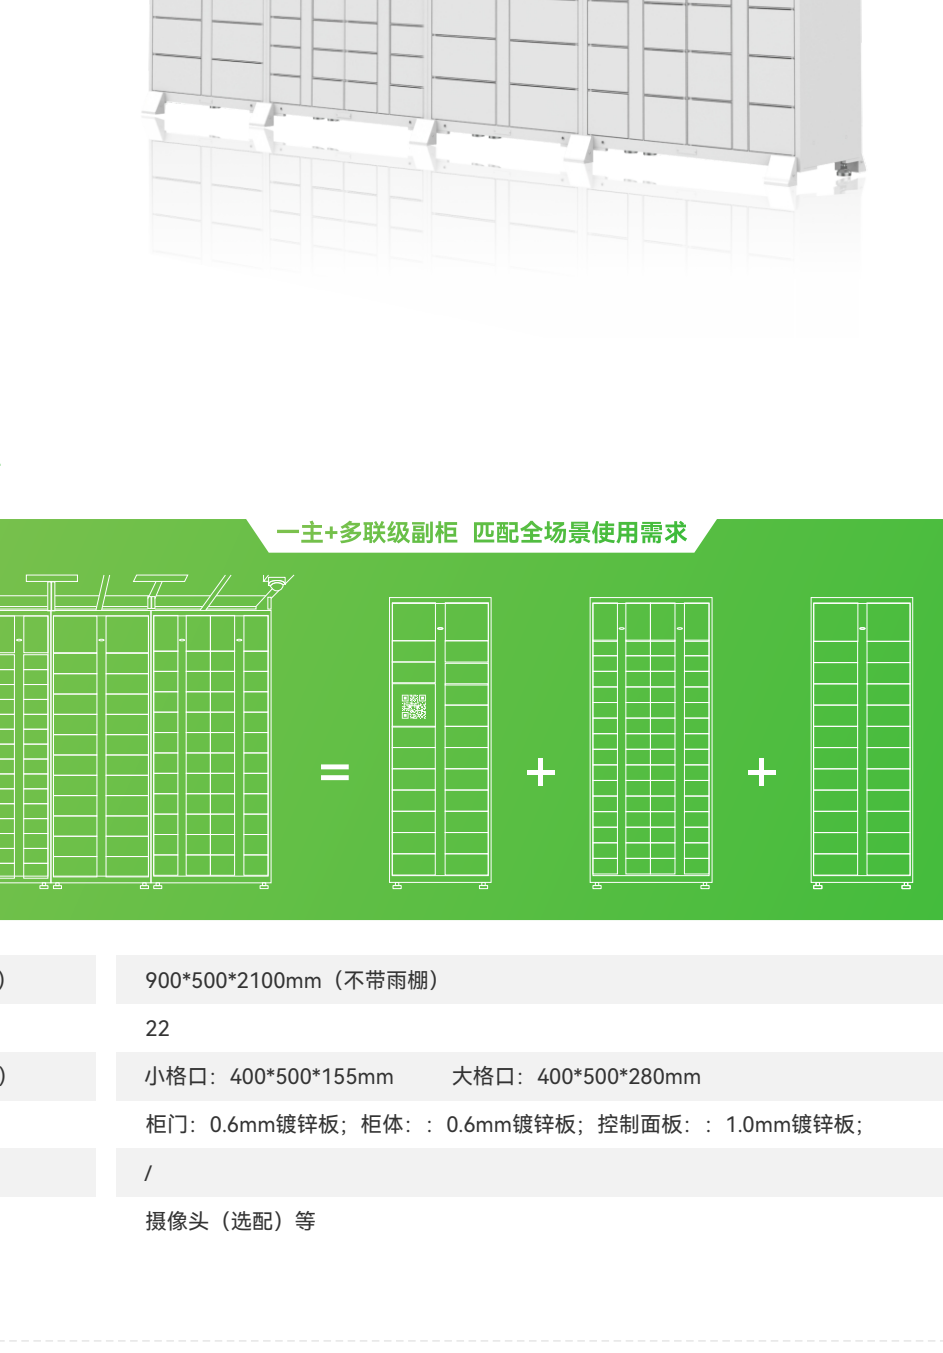 一主+多联级副柜 匹配全场景使用需求
)
900*500*2100mm（不带雨棚）
22
)
小格口：400*500*155mm 大格口：400*500*280mm
柜门：0.6mm镀锌板；柜体：：0.6mm镀锌板；控制面板：：1.0mm镀锌板；
/
摄像头（选配）等